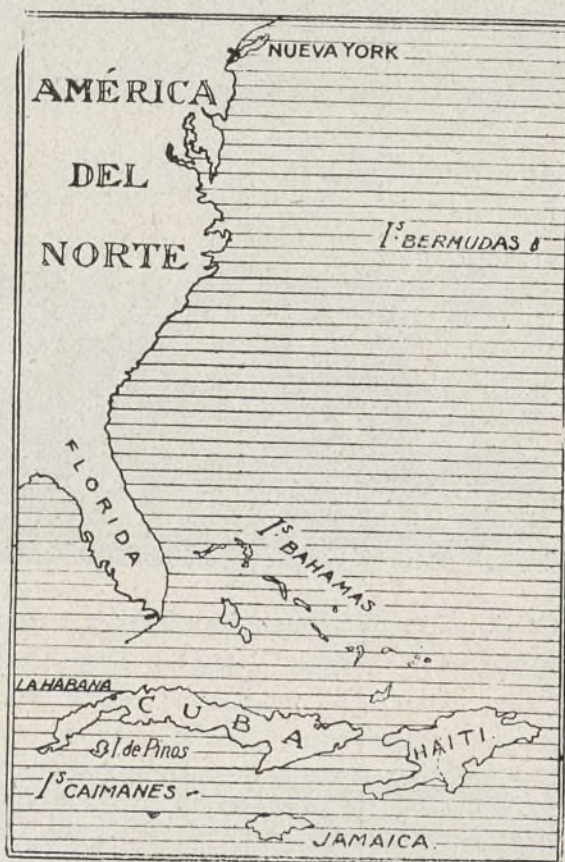 NUEVA YORK
AMÉRICA
DEL
NORTE
Is. BERMUDAS
FLORIDA
Is. BAHAMAS
LA HABANA
CUBA
HAITI.
I. de Pinos
Is. CAIMANES
JAMAICA.